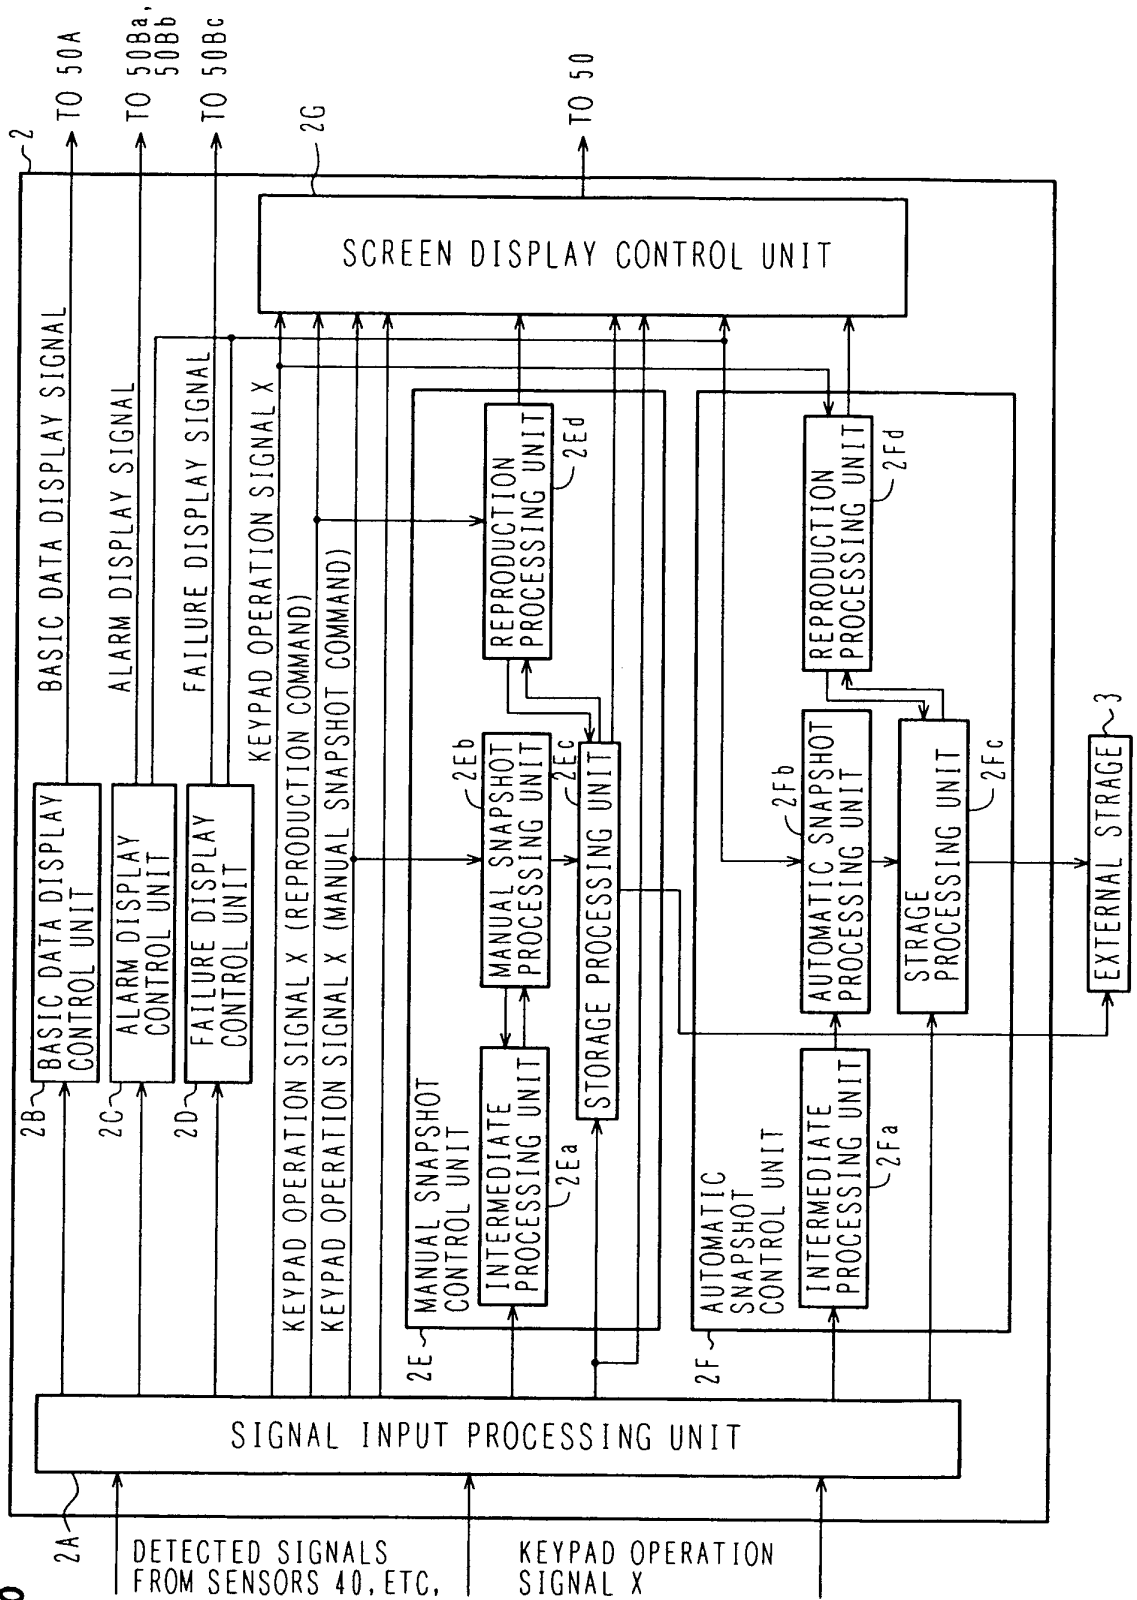 2
BASIC DATA DISPLAY SIGNAL
TO 50A
ALARM DISPLAY SIGNAL
TO 50Ba,
50Bb
FAILURE DISPLAY SIGNAL
TO 50Bc
2B
BASIC DATA DISPLAY
CONTROL UNIT
2C
ALARM DISPLAY
CONTROL UNIT
2D
FAILURE DISPLAY
CONTROL UNIT
KEYPAD OPERATION SIGNAL X
KEYPAD OPERATION SIGNAL X (REPRODUCTION COMMAND)
KEYPAD OPERATION SIGNAL X (MANUAL SNAPSHOT COMMAND)
2G
SCREEN DISPLAY CONTROL UNIT
TO 50
2A
SIGNAL INPUT PROCESSING UNIT
DETECTED SIGNALS
FROM SENSORS 40, ETC,
KEYPAD OPERATION
SIGNAL X
2E
MANUAL SNAPSHOT
CONTROL UNIT
INTERMEDIATE
PROCESSING UNIT
2Ea
MANUAL SNAPSHOT
PROCESSING UNIT
2Eb
STORAGE PROCESSING UNIT
2Ec
REPRODUCTION
PROCESSING UNIT
2Ed
2F
AUTOMATIC
SNAPSHOT
CONTROL UNIT
INTERMEDIATE
PROCESSING UNIT
2Fa
AUTOMATIC SNAPSHOT
PROCESSING UNIT
2Fb
STRAGE
PROCESSING UNIT
2Fc
REPRODUCTION
PROCESSING UNIT
2Fd
EXTERNAL STRAGE
3